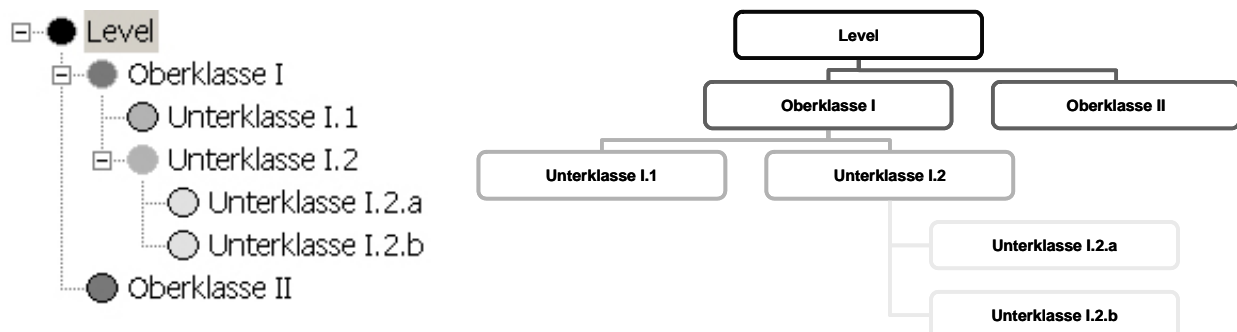 Level
Oberklasse I
Unterklasse I.1
Unterklasse I.2
Unterklasse I.2.a
Unterklasse I.2.b
Oberklasse II
Level
Oberklasse I
Oberklasse II
Unterklasse I.1
Unterklasse I.2
Unterklasse I.2.a
Unterklasse I.2.b